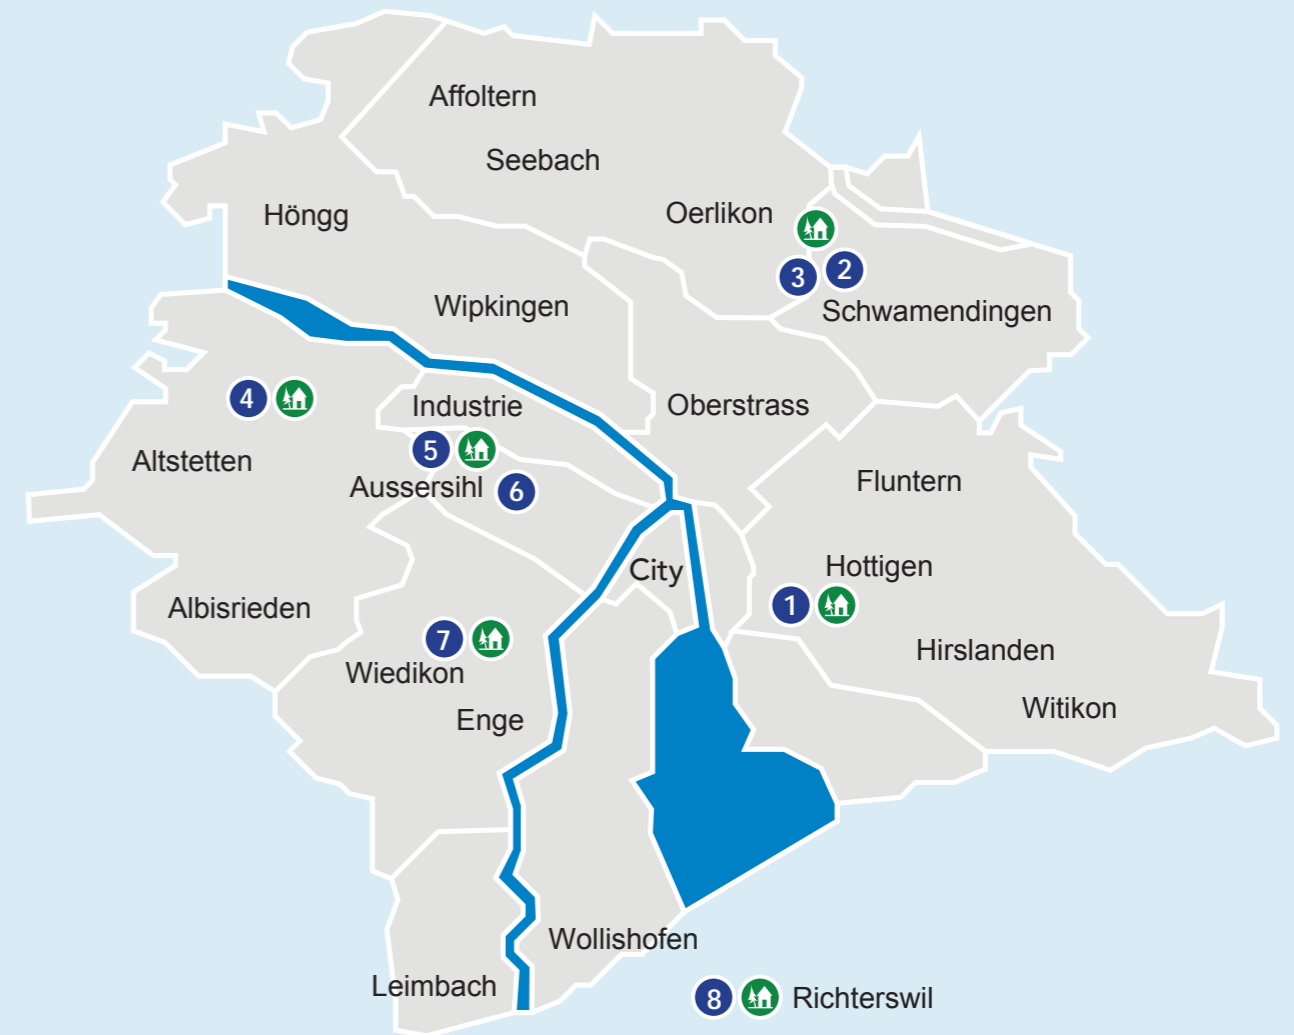 Affoltern
Seebach
Oerlikon
Höngg
3
2
Wipkingen
Schwamendingen
4
Industrie
Oberstrass
5
Altstetten
Aussersihl
6
Fluntern
City
Hottigen
1
Albisrieden
7
Wiedikon
Hirslanden
Enge
Witikon
Wollishofen
Leimbach
8 Richterswil